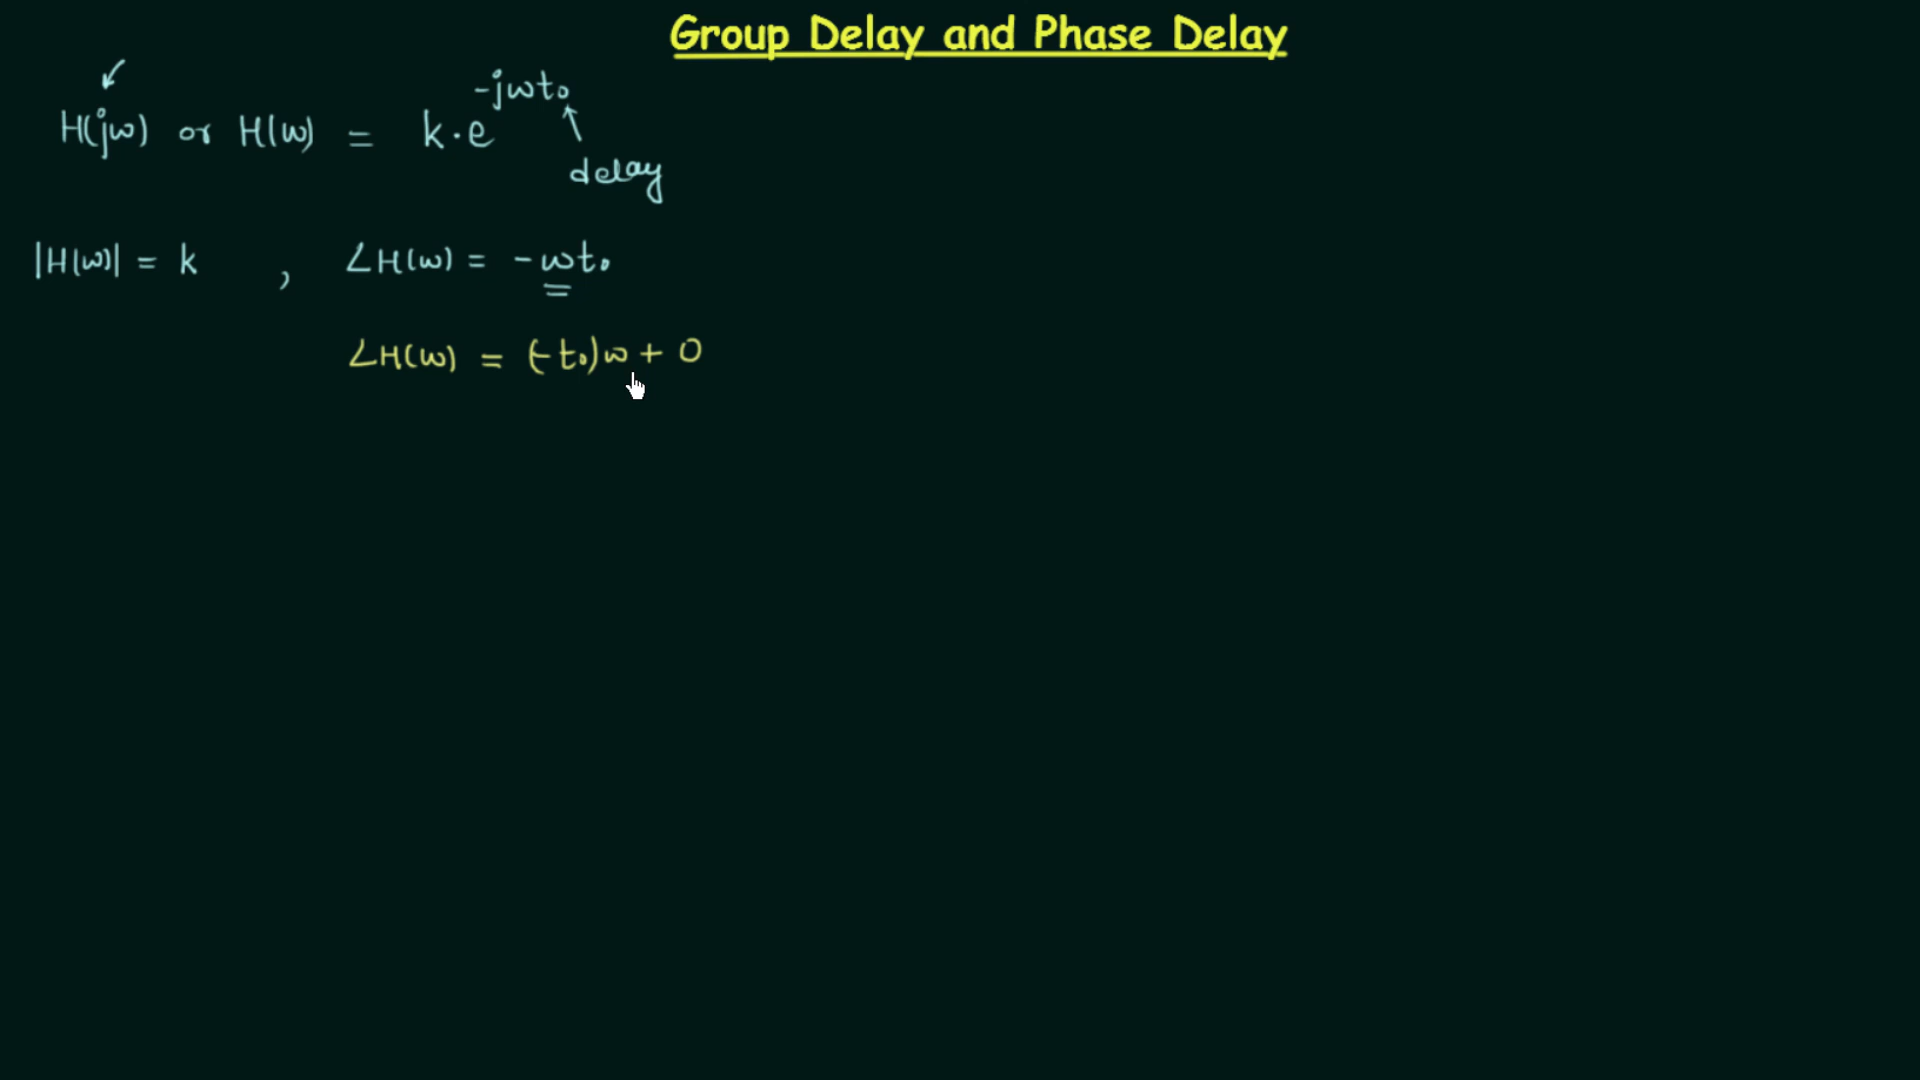 Group Delay and Phase Delay
H(jω) or H(ω) = k·e^-jωt₀
delay
|H(ω)| = k , ∠H(ω) = -ωt₀
∠H(ω) = (-t₀)ω + 0